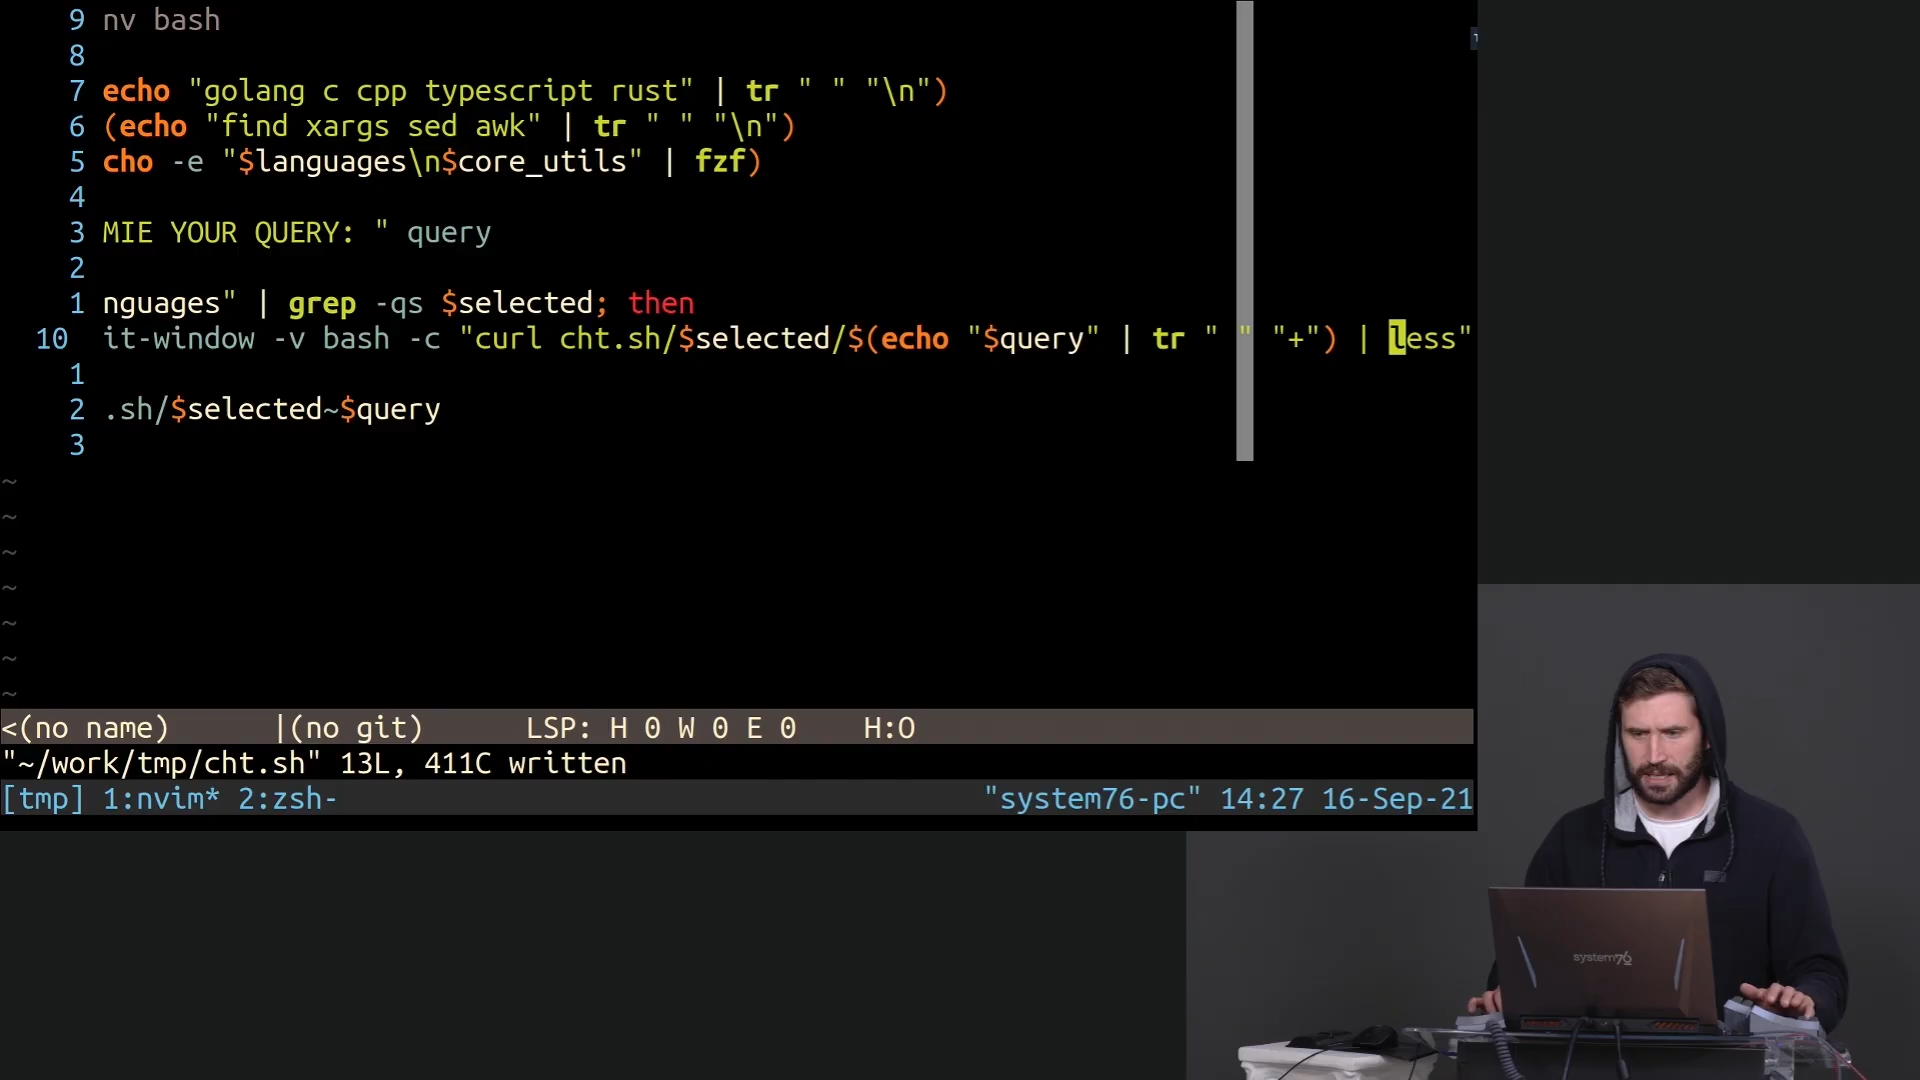 9 nv bash
8
7 echo "golang c cpp typescript rust" | tr " " "\n")
6 (echo "find xargs sed awk" | tr " " "\n")
5 cho -e "$languages\n$core_utils" | fzf)
4
3 MIE YOUR QUERY: " query
2
1 nguages" | grep -qs $selected; then
10 it-window -v bash -c "curl cht.sh/$selected/$(echo "$query" | tr " " "+") | less"
1
2 .sh/$selected~$query
3
~
~
~
~
~
~
~
<(no name) |(no git) LSP: H 0 W 0 E 0 H:O
"~/work/tmp/cht.sh" 13L, 411C written
[tmp] 1:nvim* 2:zsh- "system76-pc" 14:27 16-Sep-21
system76